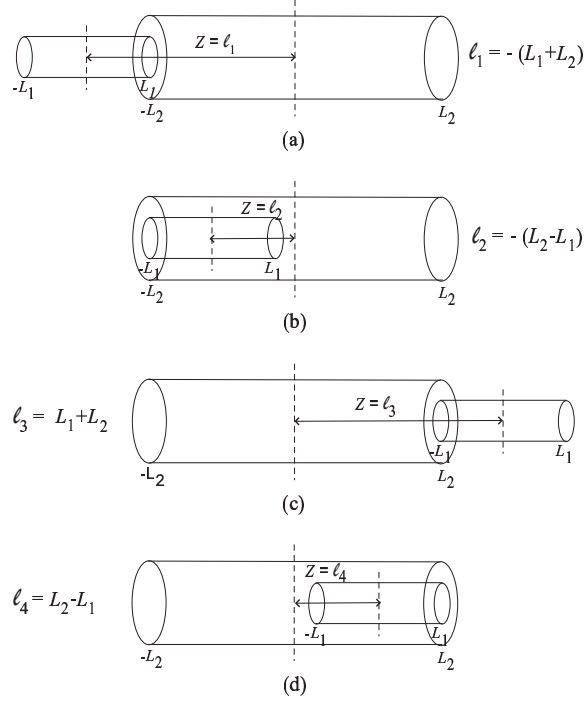 Z = ℓ₁
ℓ₁ = - (L₁+L₂)
-L₁
L₁
-L₂
L₂
(a)
Z = ℓ₂
ℓ₂ = - (L₂-L₁)
-L₁
L₁
-L₂
L₂
(b)
ℓ₃ = L₁+L₂
Z = ℓ₃
-L₁
L₁
-L₂
L₂
(c)
Z = ℓ₄
ℓ₄ = L₂-L₁
-L₁
L₁
-L₂
L₂
(d)